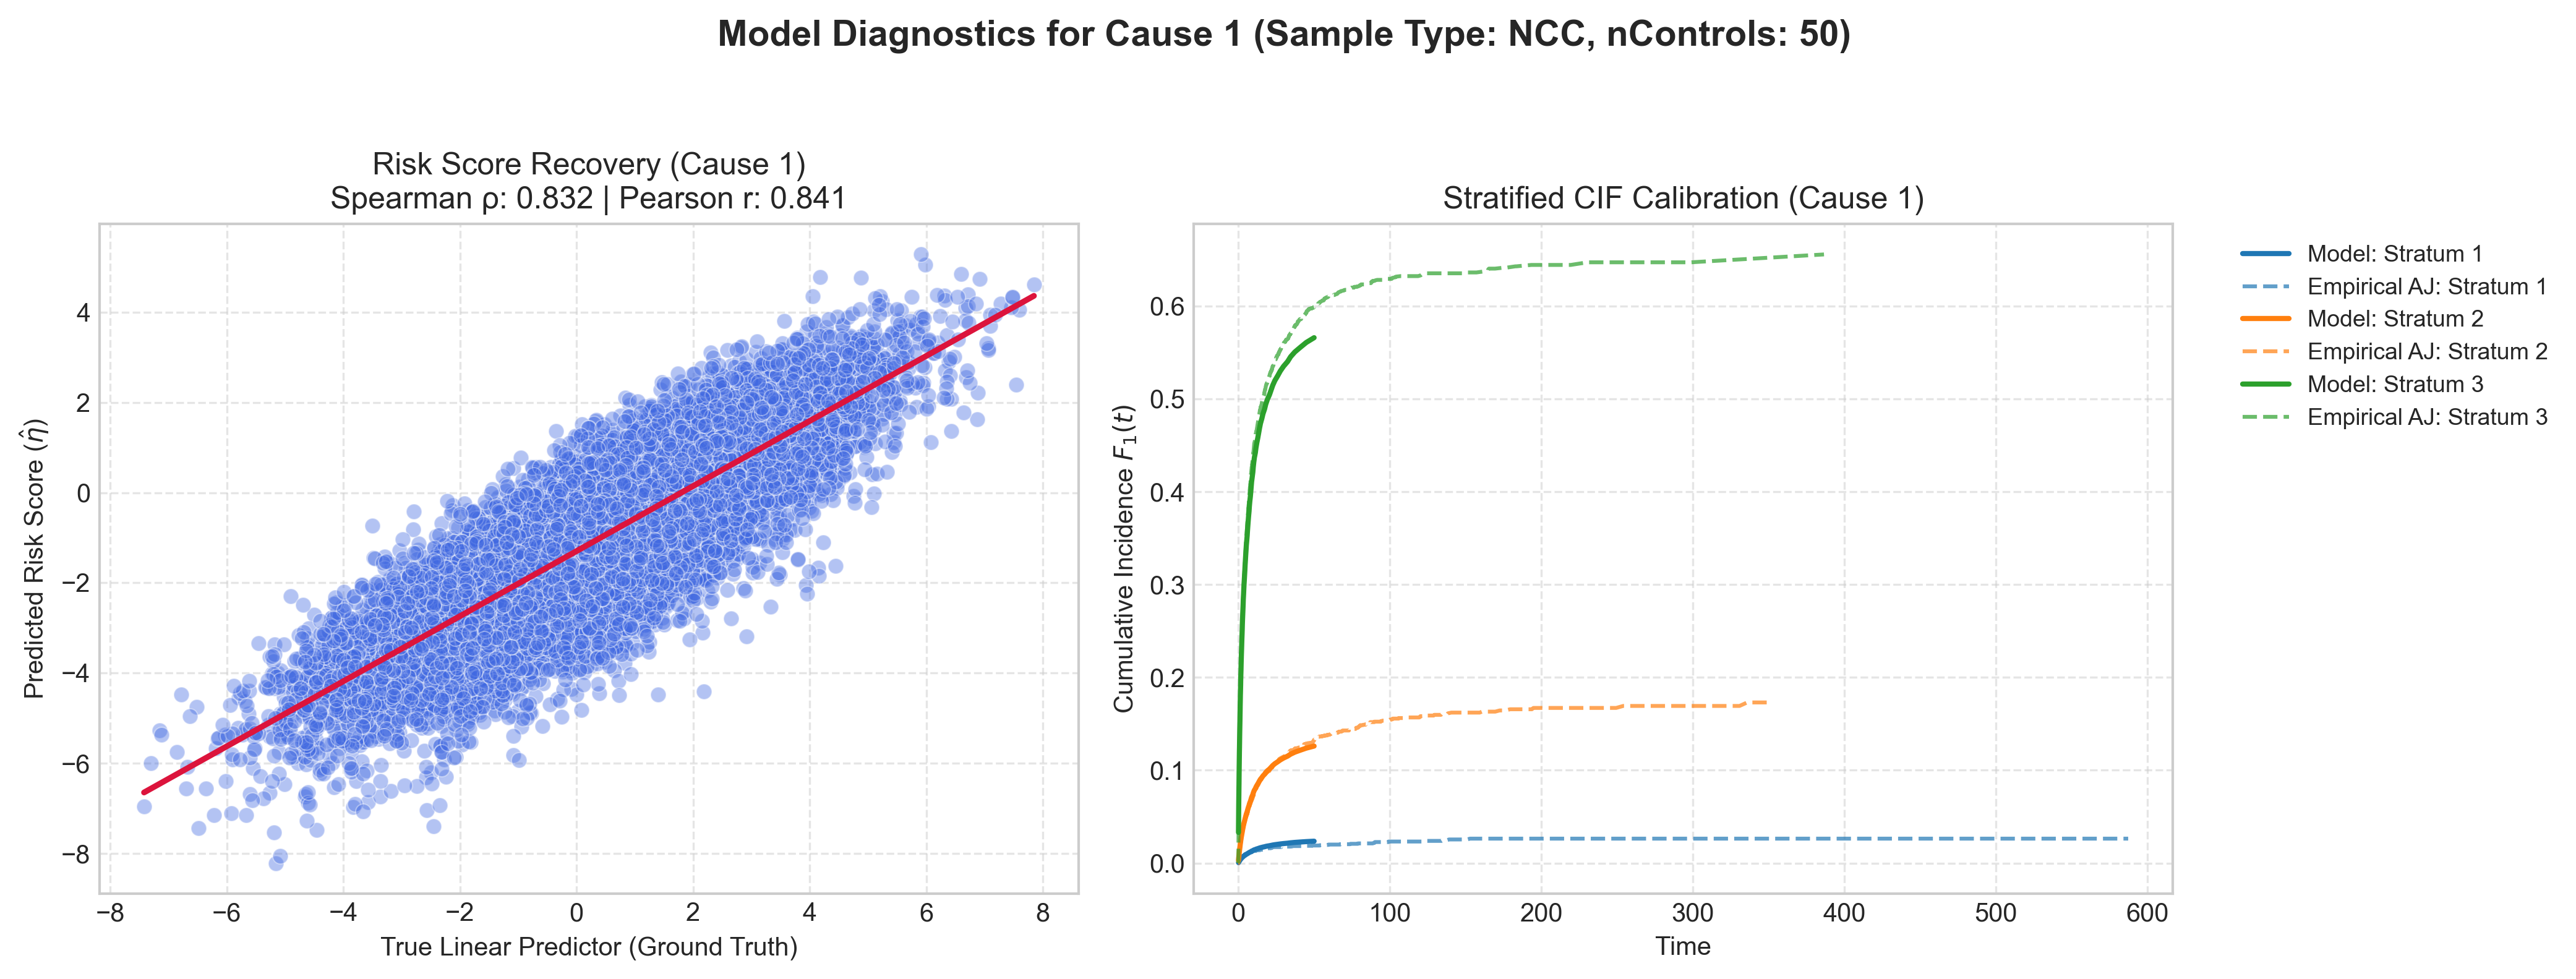 Model Diagnostics for Cause 1 (Sample Type: NCC, nControls: 50)
Risk Score Recovery (Cause 1)
Spearman ρ: 0.832 | Pearson r: 0.841
Predicted Risk Score (η̂)
4
2
0
−2
−4
−6
−8
−8 −6 −4 −2 0 2 4 6 8
True Linear Predictor (Ground Truth)
Stratified CIF Calibration (Cause 1)
Cumulative Incidence F₁(t)
0.6
0.5
0.4
0.3
0.2
0.1
0.0
0 100 200 300 400 500 600
Time
Model: Stratum 1
Empirical AJ: Stratum 1
Model: Stratum 2
Empirical AJ: Stratum 2
Model: Stratum 3
Empirical AJ: Stratum 3